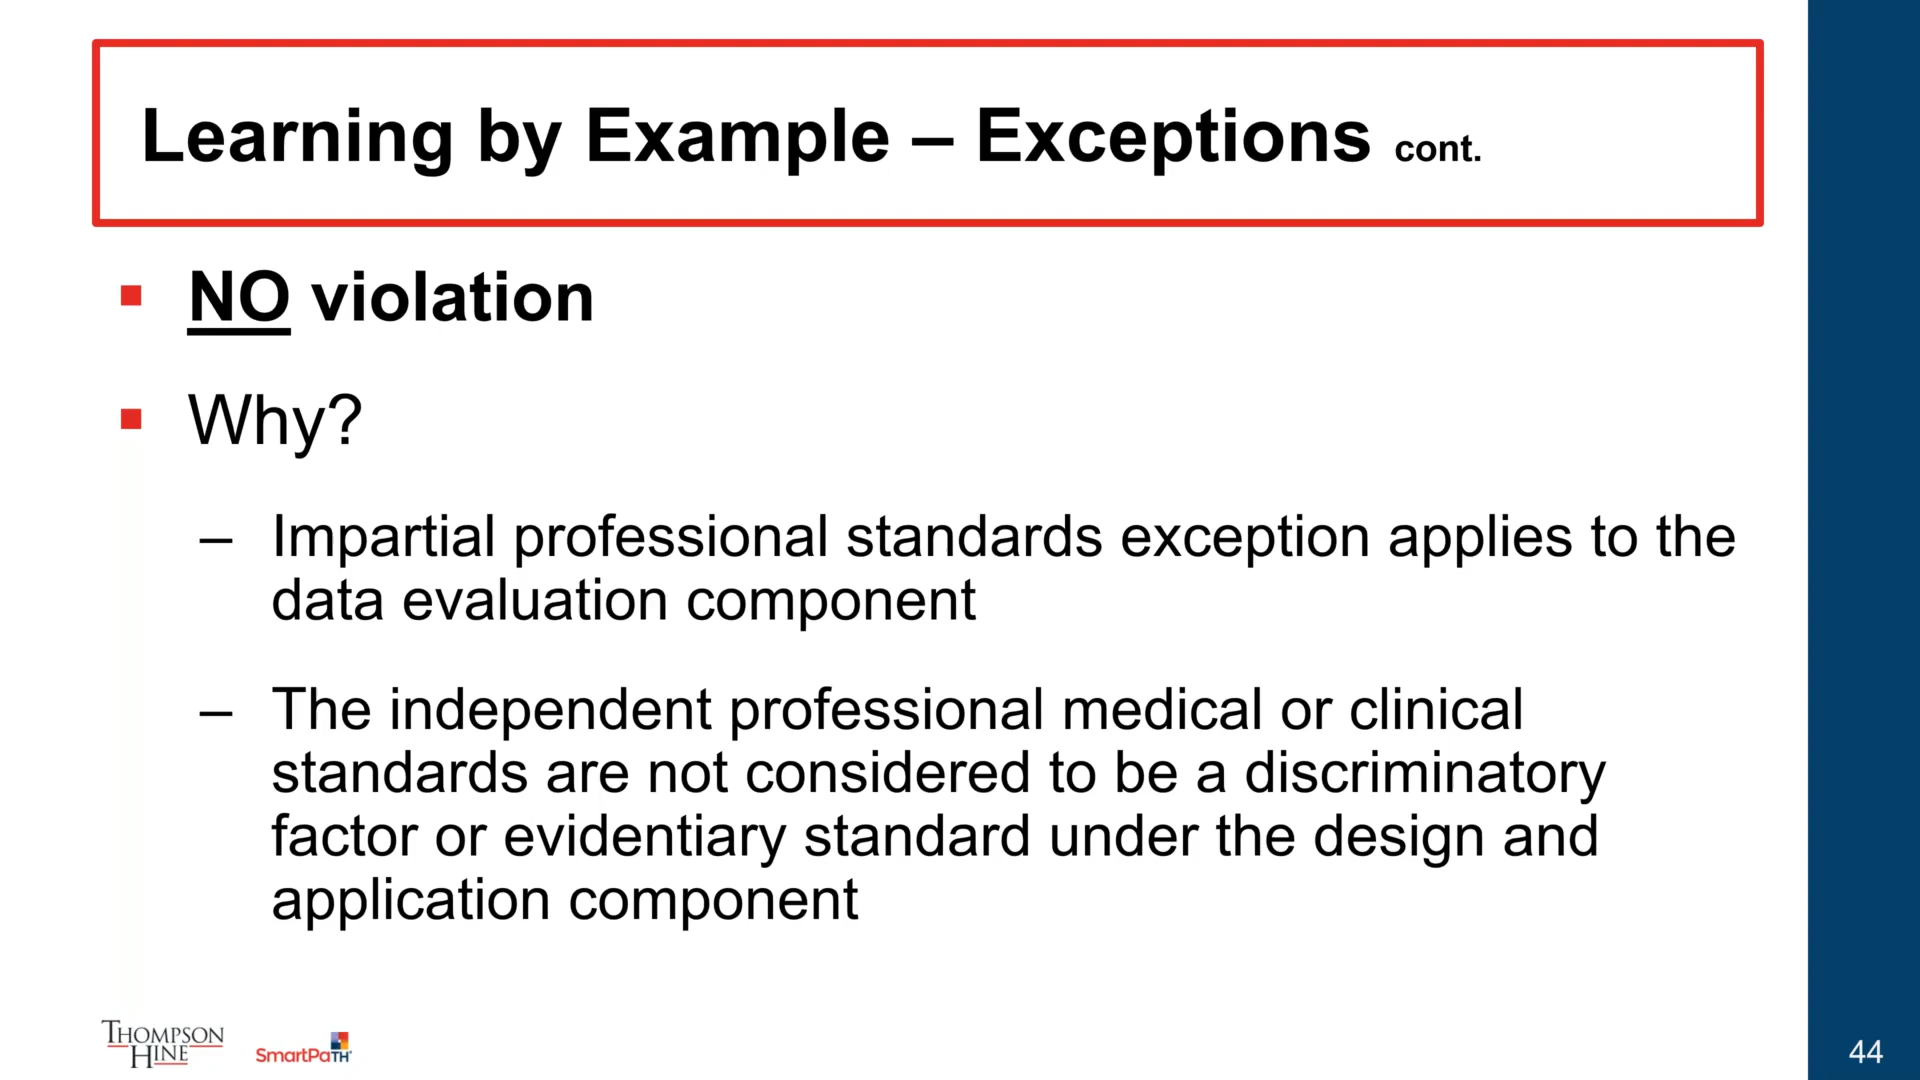 Learning by Example – Exceptions cont.
▪ NO violation
▪ Why?
– Impartial professional standards exception applies to the
data evaluation component
– The independent professional medical or clinical
standards are not considered to be a discriminatory
factor or evidentiary standard under the design and
application component
THOMPSON
HINE
SmartPaTH
44